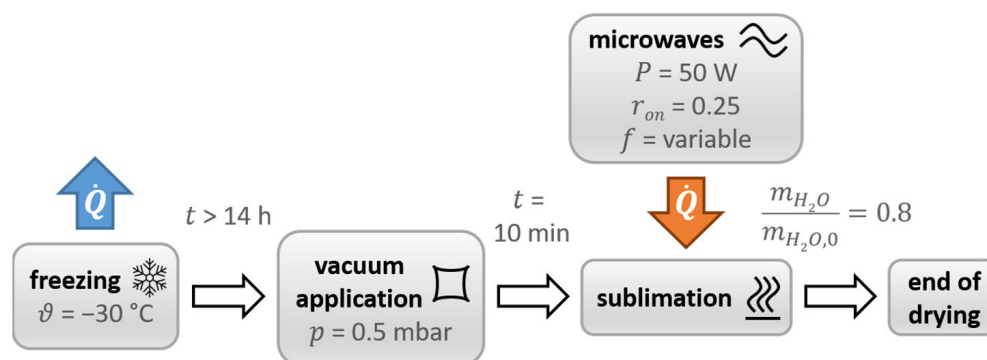 microwaves
P = 50 W
r_on = 0.25
f = variable
Q̇
Q̇
t > 14 h
t =
10 min
m_H₂O / m_H₂O,0 = 0.8
freezing
ϑ = −30 °C
vacuum
application
p = 0.5 mbar
sublimation
end of
drying